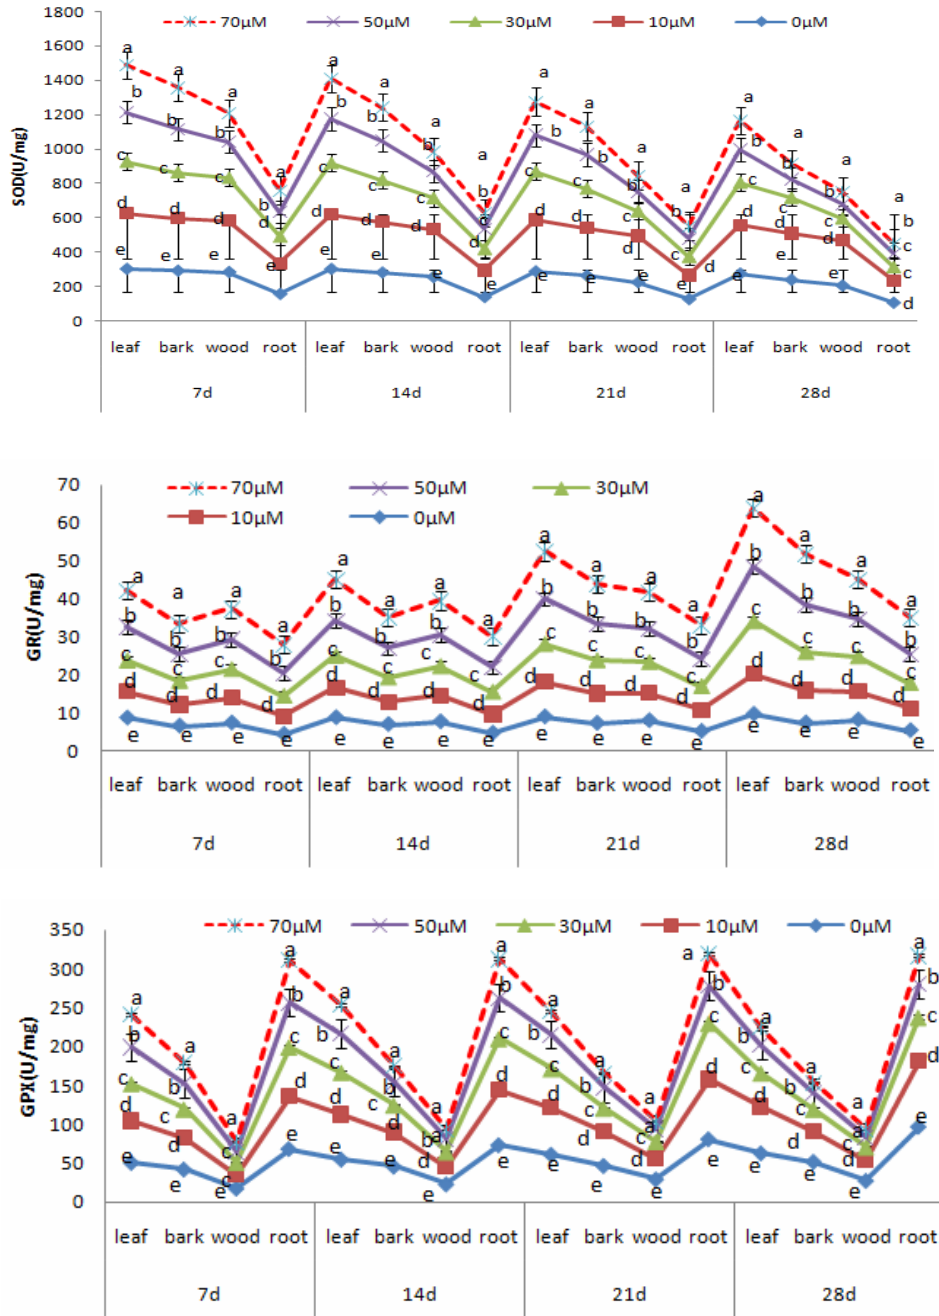 1800
70µM 50µM 30µM 10µM 0µM
1600
1400
1200
1000
800
600
400
200
0
SOD(U/mg)
a a a a a a a a a a a a a a a a
b b b b b b b b b b b b b b b b
c c c c c c c c c c c c c c c c
d d d d d d d d d d d d d d d d
e e e e e e e e e e e e e e e
leaf bark wood root leaf bark wood root leaf bark wood root leaf bark wood root
7d 14d 21d 28d
70
70µM 50µM 30µM
10µM 0µM
60
50
40
30
20
10
0
GR(U/mg)
a a a a a a a a a a a a a a a a
b b b b b b b b b b b b b b b b
c c c c c c c c c c c c c c c c
d d d d d d d d d d d d d d d d
e e e e e e e e e e e e e e e e
leaf bark wood root leaf bark wood root leaf bark wood root leaf bark wood root
7d 14d 21d 28d
350
70µM 50µM 30µM 10µM 0µM
300
250
200
150
100
50
0
GPX(U/mg)
a a a a a a a a a a a a a a a a
b b b b b b b b b b b b b b b b
c c c c c c c c c c c c c c c c
d d d d d d d d d d d d d d d
e e e e e e e e e e e e e e e e
leaf bark wood root leaf bark wood root leaf bark wood root leaf bark wood root
7d 14d 21d 28d